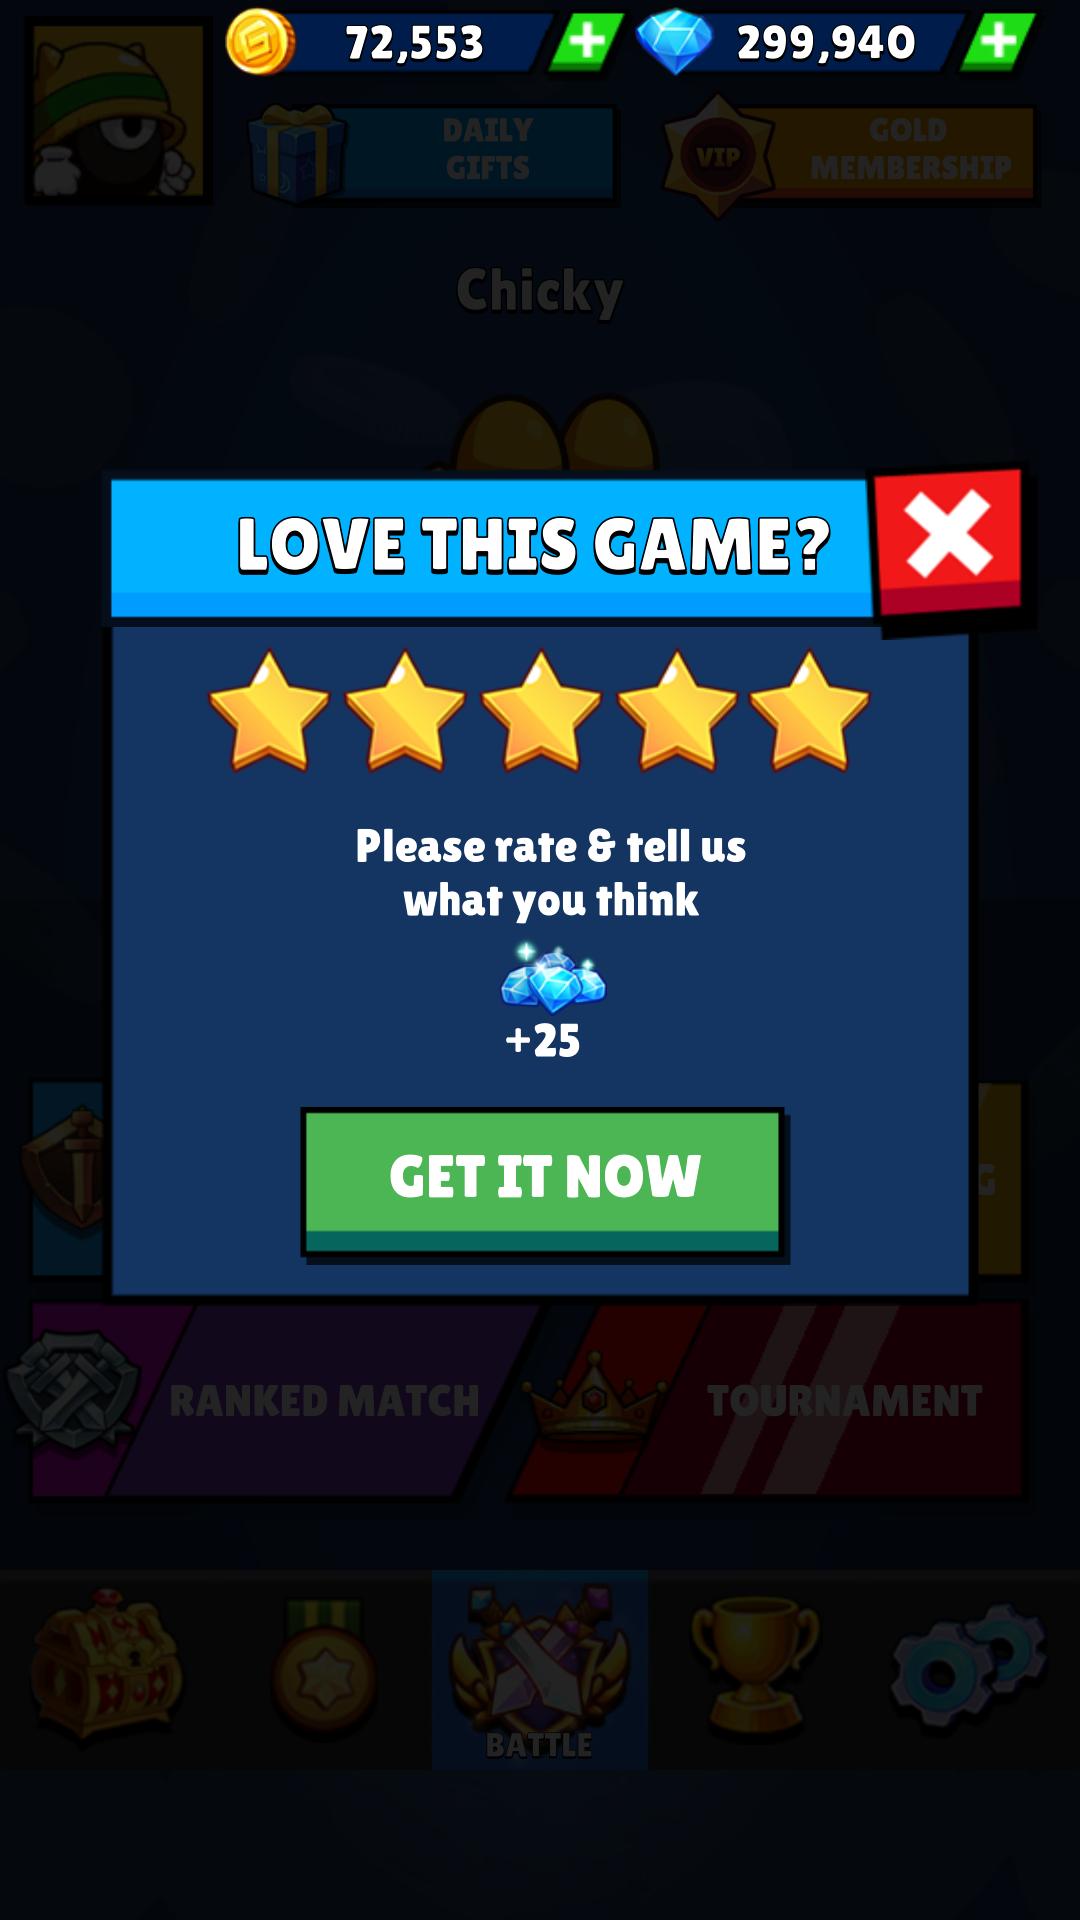 72,553
299,940
DAILY
GIFTS
VIP
GOLD
MEMBERSHIP
Chicky
LOVE THIS GAME?
Please rate & tell us
what you think
+25
GET IT NOW
G
RANKED MATCH
TOURNAMENT
BATTLE